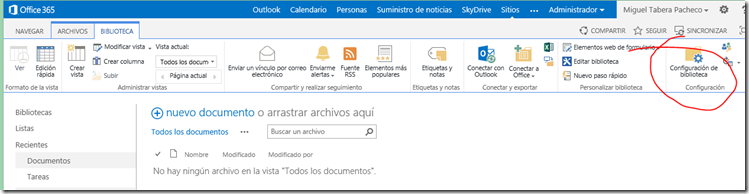 Office 365
Outlook Calendario Personas Suministro de noticias SkyDrive Sitios ... Administrador Miguel Tabera Pacheco ?
NAVEGAR ARCHIVOS BIBLIOTECA COMPARTIR SEGUIR SINCRONIZAR
Ver
Edición rápida
Formato de la vista
Crear vista
Modificar vista
Crear columna
Subir
Vista actual:
Todos los docum
Página actual
Administrar vistas
Enviar un vínculo por correo electrónico
Enviarme alertas
Fuente RSS
Elementos más populares
Compartir y realizar seguimiento
Etiquetas y notas
Etiquetas y notas
Conectar con Outlook
Conectar a Office
Conectar y exportar
Elementos web de formulario
Editar biblioteca
Nuevo paso rápido
Personalizar biblioteca
Configuración de biblioteca
Configuración
Bibliotecas
Listas
Recientes
Documentos
Tareas
nuevo documento o arrastrar archivos aquí
Todos los documentos ... Buscar un archivo
Nombre Modificado Modificado por
No hay ningún archivo en la vista "Todos los documentos".